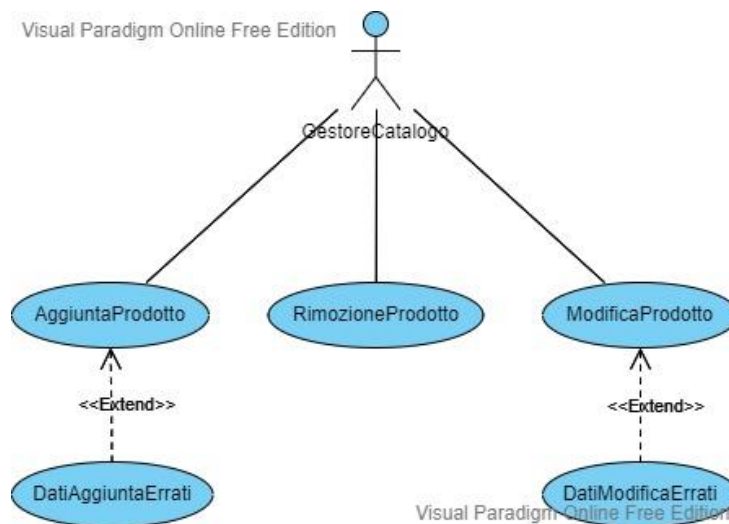 Visual Paradigm Online Free Edition
GestoreCatalogo
AggiuntaProdotto
RimozioneProdotto
ModificaProdotto
<<Extend>>
<<Extend>>
DatiAggiuntaErrati
DatiModificaErrati
Visual Paradigm Online Free Edition